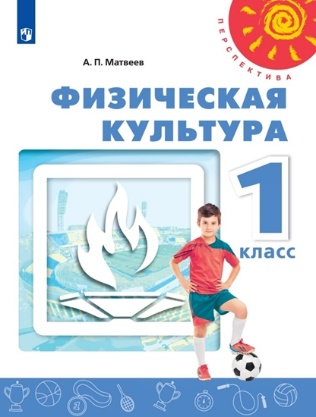 ПЕРСПЕКТИВА
А. П. Матвеев
ФИЗИЧЕСКАЯ
КУЛЬТУРА
1
класс